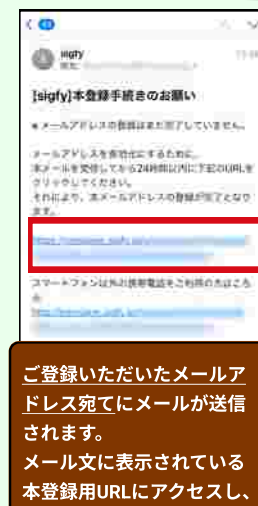 sigfy
[sigfy]本登録手続きのお願い
※メールアドレスの登録はまだ完了していません。
メールアドレスを有効化にするために、
本メールを受信してから24時間以内に下記のURLを
クリックしてください。
それにより、本メールアドレスの登録が完了となり
ます。
スマートフォン以外の携帯電話をご利用の方はこち
ら
ご登録いただいたメールア
ドレス宛てにメールが送信
されます。
メール文に表示されている
本登録用URLにアクセスし、